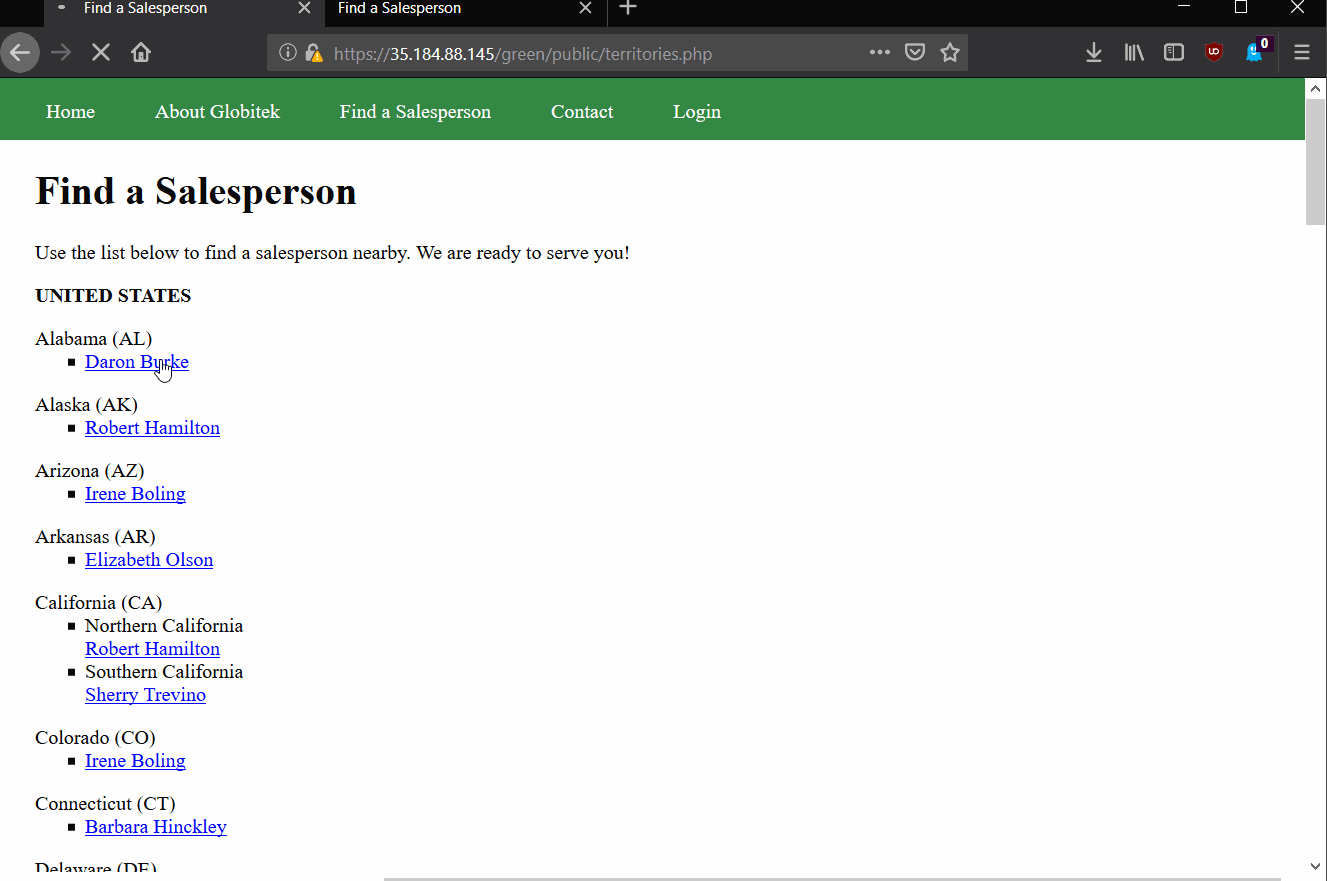 Find a Salesperson
Find a Salesperson
https://35.184.88.145/green/public/territories.php
0
Home
About Globitek
Find a Salesperson
Contact
Login
Find a Salesperson
Use the list below to find a salesperson nearby. We are ready to serve you!
UNITED STATES
Alabama (AL)
Daron Burke
Alaska (AK)
Robert Hamilton
Arizona (AZ)
Irene Boling
Arkansas (AR)
Elizabeth Olson
California (CA)
Northern California
Robert Hamilton
Southern California
Sherry Trevino
Colorado (CO)
Irene Boling
Connecticut (CT)
Barbara Hinckley
Delaware (DE)